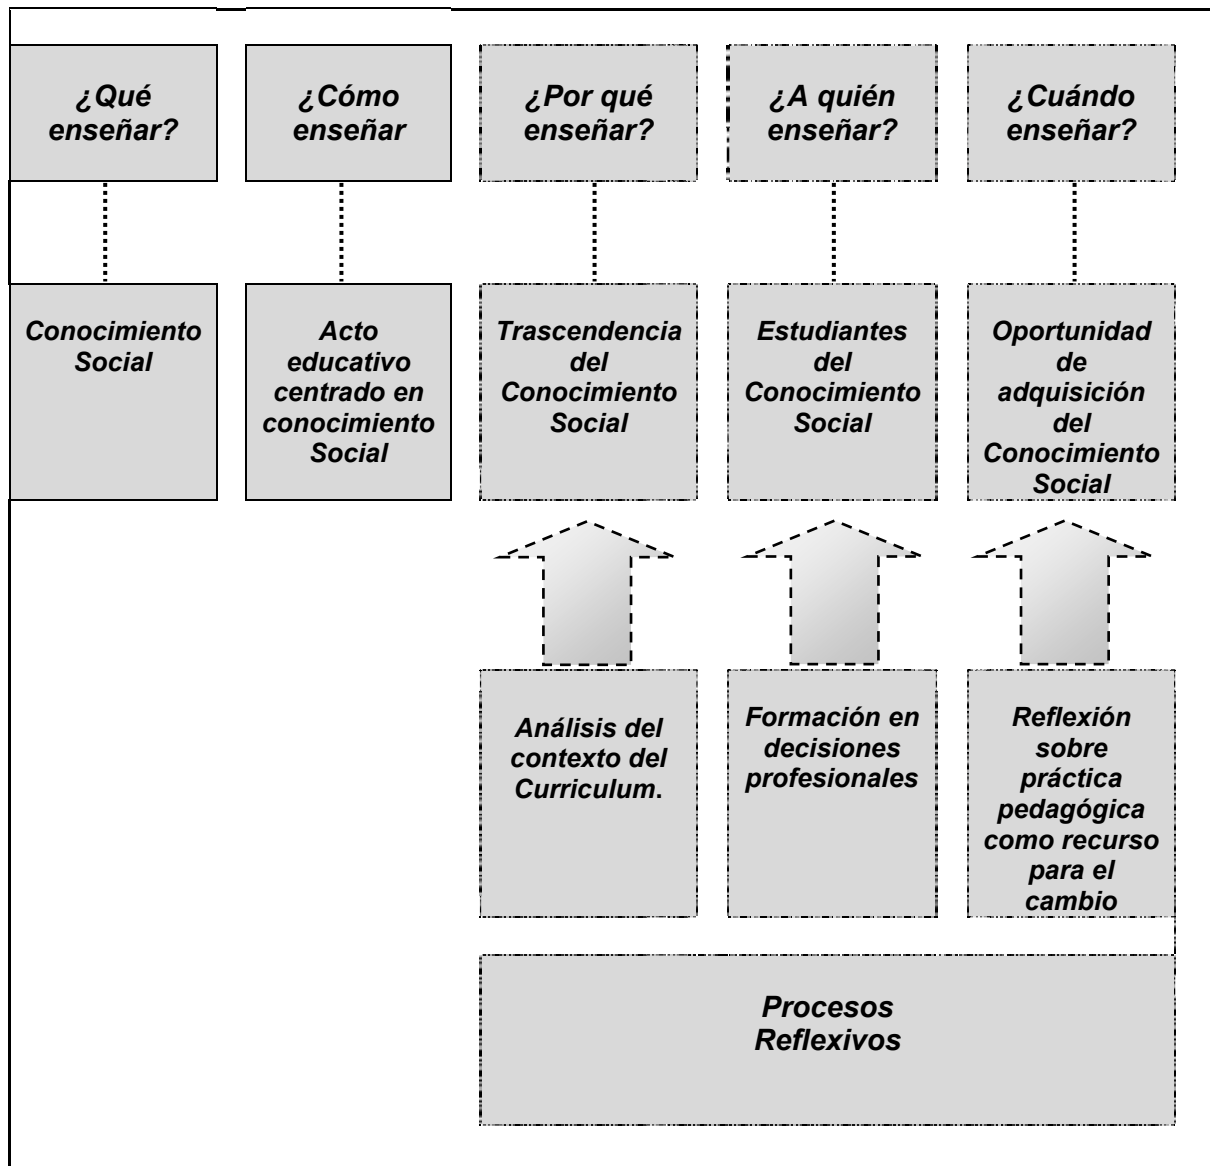 ¿Qué
enseñar?
¿Cómo
enseñar
¿Por qué
enseñar?
¿A quién
enseñar?
¿Cuándo
enseñar?
Conocimiento
Social
Acto
educativo
centrado en
conocimiento
Social
Trascendencia
del
Conocimiento
Social
Estudiantes
del
Conocimiento
Social
Oportunidad
de
adquisición
del
Conocimiento
Social
Análisis del
contexto del
Curriculum.
Formación en
decisiones
profesionales
Reflexión
sobre
práctica
pedagógica
como recurso
para el
cambio
Procesos
Reflexivos